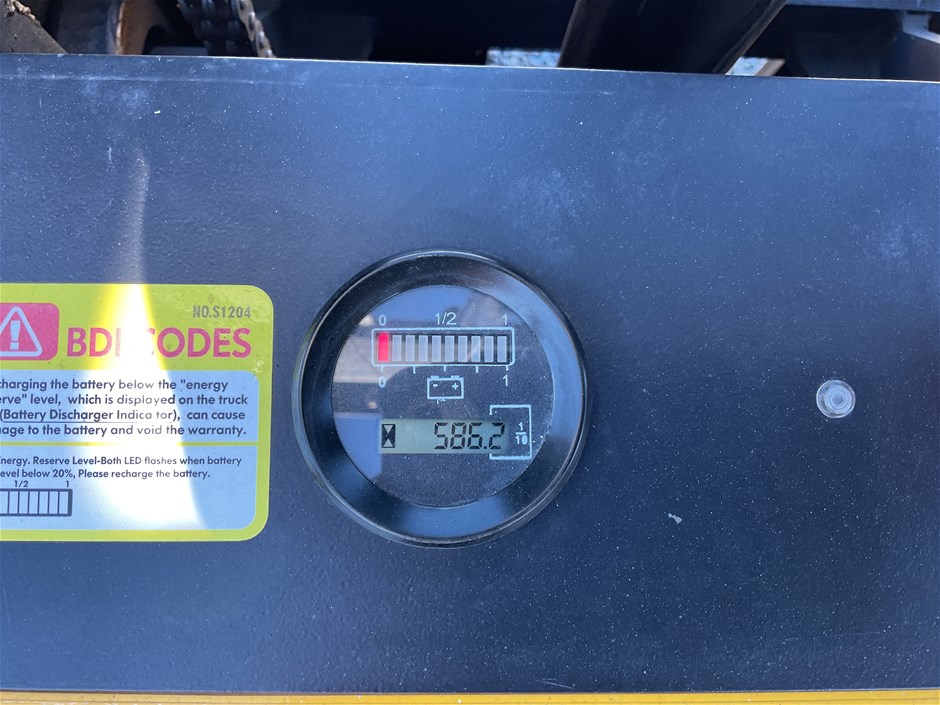 NO.S1204
BDI CODES
charging the battery below the "energy
erve" level, which is displayed on the truck
(Battery Discharger Indica tor), can cause
mage to the battery and void the warranty.
Energy. Reserve Level-Both LED flashes when battery
level below 20%, Please recharge the battery.
1/2 1
0 1/2 1
0 1
- +
586.2
1/10